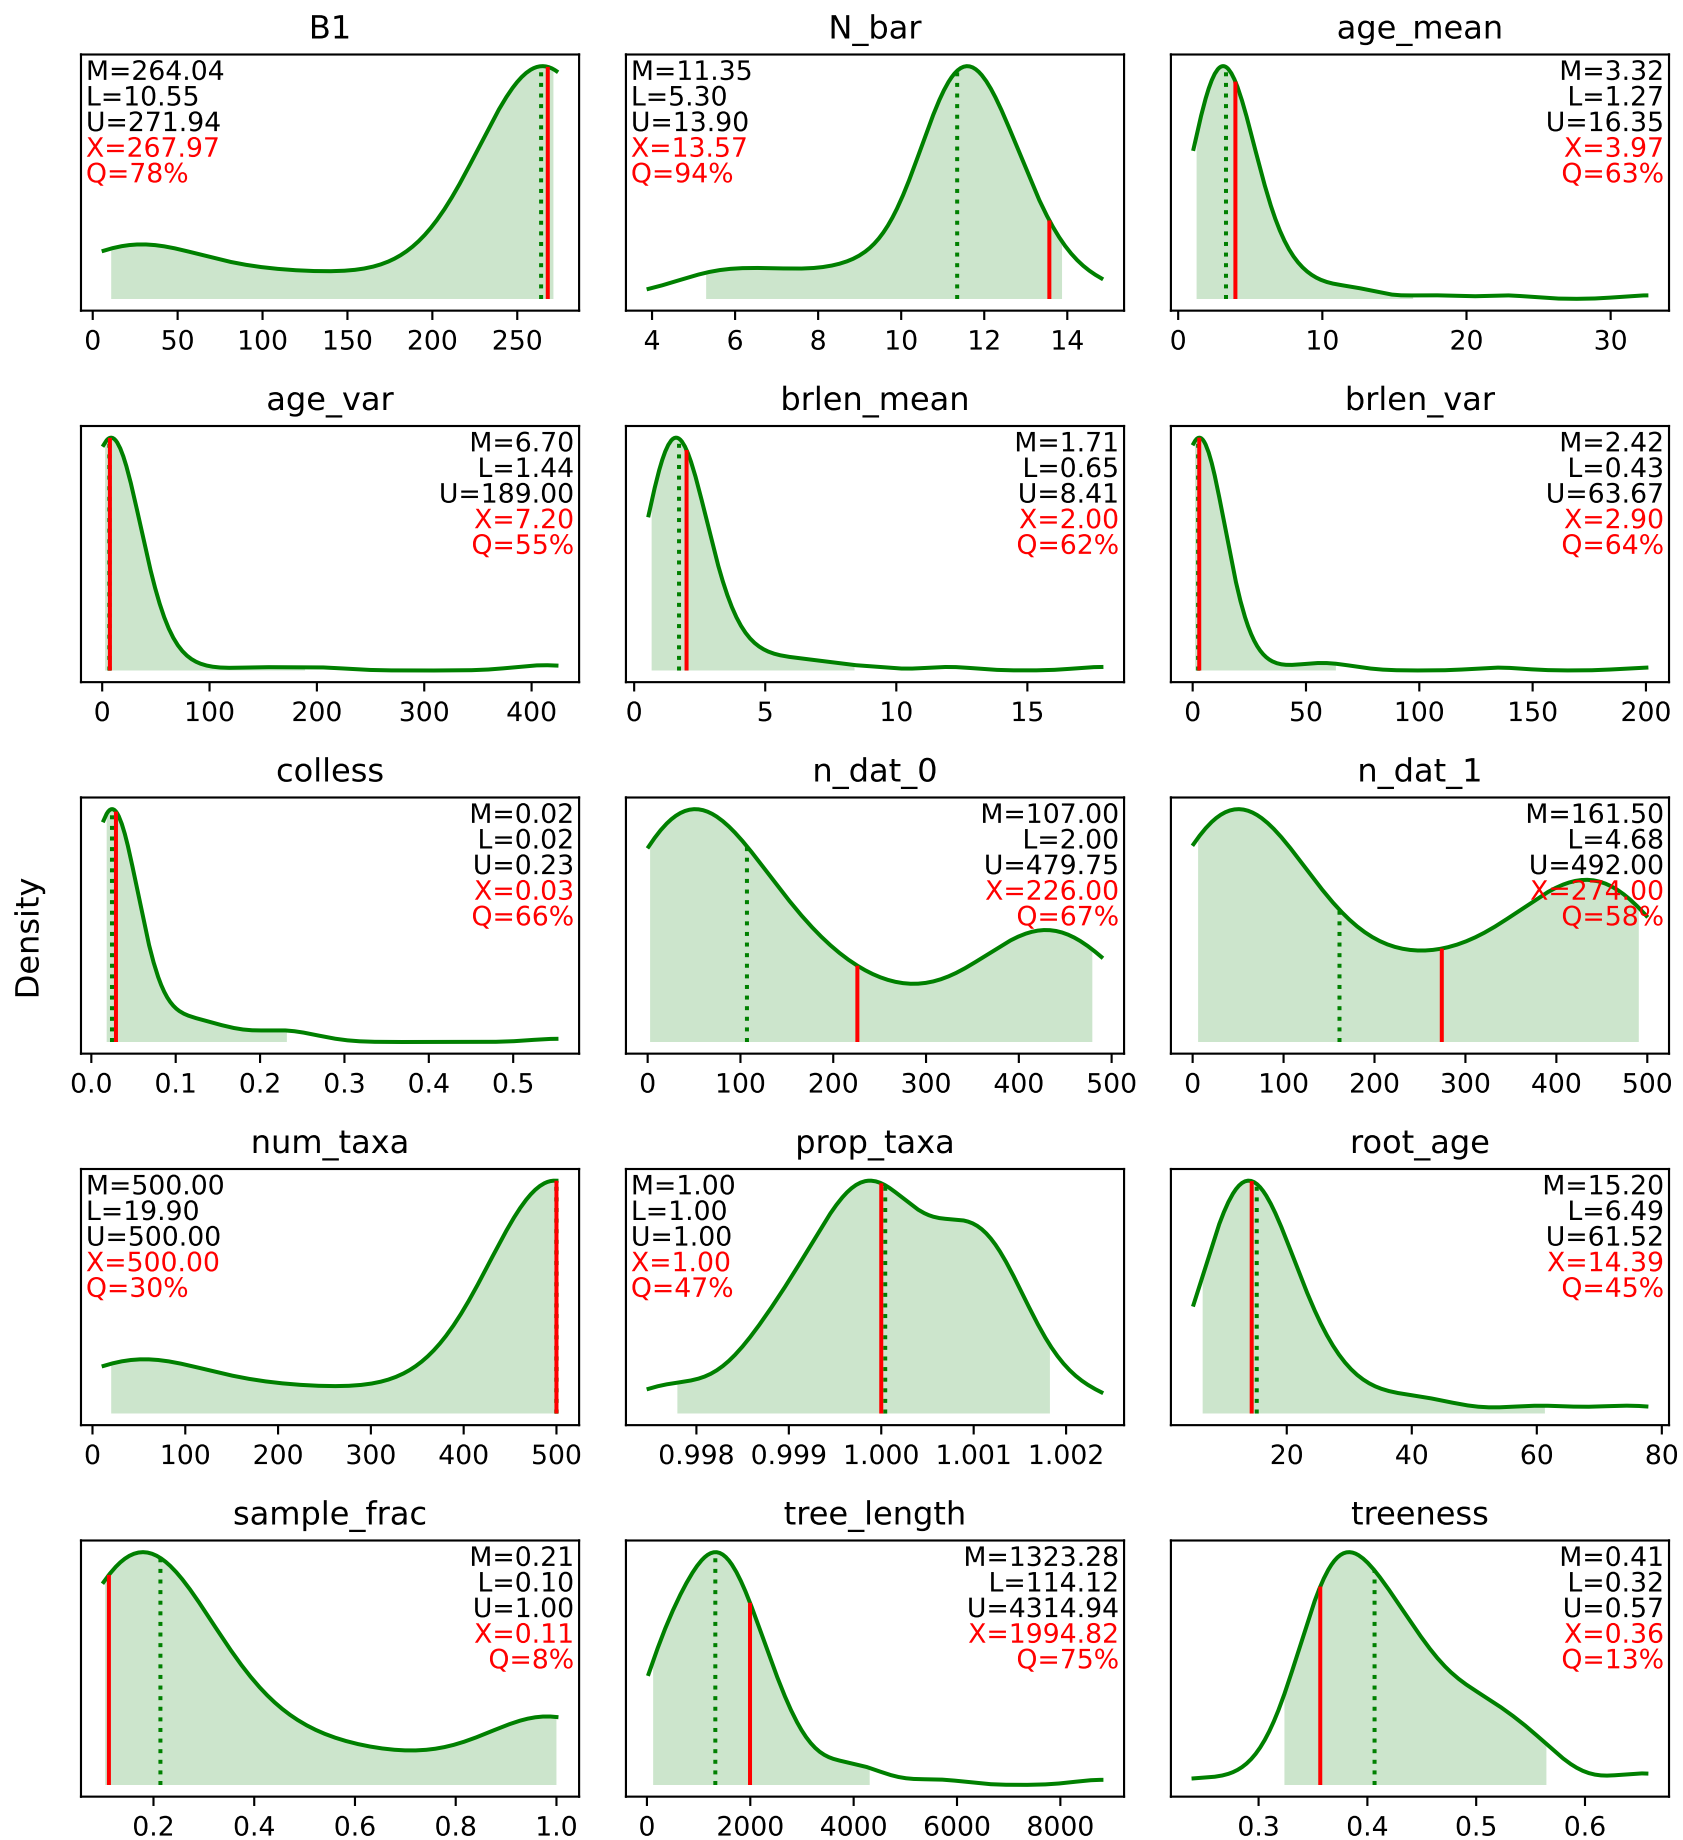 B1
M=264.04
L=10.55
U=271.94
X=267.97
Q=78%
0 50 100 150 200 250
N_bar
M=11.35
L=5.30
U=13.90
X=13.57
Q=94%
4 6 8 10 12 14
age_mean
M=3.32
L=1.27
U=16.35
X=3.97
Q=63%
0 10 20 30
age_var
M=6.70
L=1.44
U=189.00
X=7.20
Q=55%
0 100 200 300 400
brlen_mean
M=1.71
L=0.65
U=8.41
X=2.00
Q=62%
0 5 10 15
brlen_var
M=2.42
L=0.43
U=63.67
X=2.90
Q=64%
0 50 100 150 200
Density
colless
M=0.02
L=0.02
U=0.23
X=0.03
Q=66%
0.0 0.1 0.2 0.3 0.4 0.5
n_dat_0
M=107.00
L=2.00
U=479.75
X=226.00
Q=67%
0 100 200 300 400 500
n_dat_1
M=161.50
L=4.68
U=492.00
X=274.00
Q=58%
0 100 200 300 400 500
num_taxa
M=500.00
L=19.90
U=500.00
X=500.00
Q=30%
0 100 200 300 400 500
prop_taxa
M=1.00
L=1.00
U=1.00
X=1.00
Q=47%
0.998 0.999 1.000 1.001 1.002
root_age
M=15.20
L=6.49
U=61.52
X=14.39
Q=45%
20 40 60 80
sample_frac
M=0.21
L=0.10
U=1.00
X=0.11
Q=8%
0.2 0.4 0.6 0.8 1.0
tree_length
M=1323.28
L=114.12
U=4314.94
X=1994.82
Q=75%
0 2000 4000 6000 8000
treeness
M=0.41
L=0.32
U=0.57
X=0.36
Q=13%
0.3 0.4 0.5 0.6